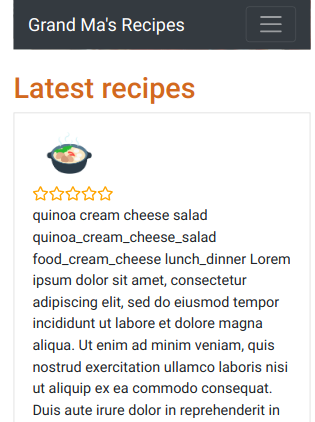 Grand Ma's Recipes
Latest recipes
quinoa cream cheese salad
quinoa_cream_cheese_salad
food_cream_cheese lunch_dinner Lorem
ipsum dolor sit amet, consectetur
adipiscing elit, sed do eiusmod tempor
incididunt ut labore et dolore magna
aliqua. Ut enim ad minim veniam, quis
nostrud exercitation ullamco laboris nisi
ut aliquip ex ea commodo consequat.
Duis aute irure dolor in reprehenderit in